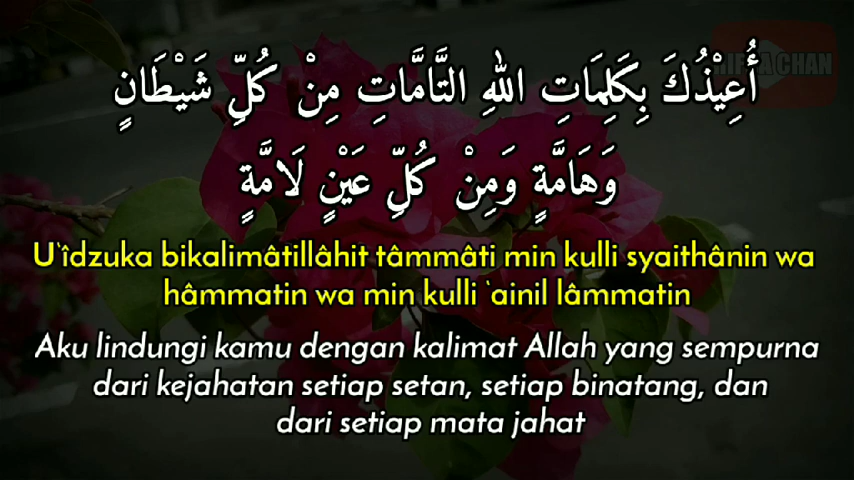 أُعِيْذُكَ بِكَلِمَاتِ اللهِ التَّامَّاتِ مِنْ كُلِّ شَيْطَانٍ
وَهَامَّةٍ وَمِنْ كُلِّ عَيْنٍ لَامَّةٍ
U'îdzuka bikalimâtillâhit tâmmâti min kulli syaithânin wa
hâmmatin wa min kulli 'ainil lâmmatin
Aku lindungi kamu dengan kalimat Allah yang sempurna
dari kejahatan setiap setan, setiap binatang, dan
dari setiap mata jahat